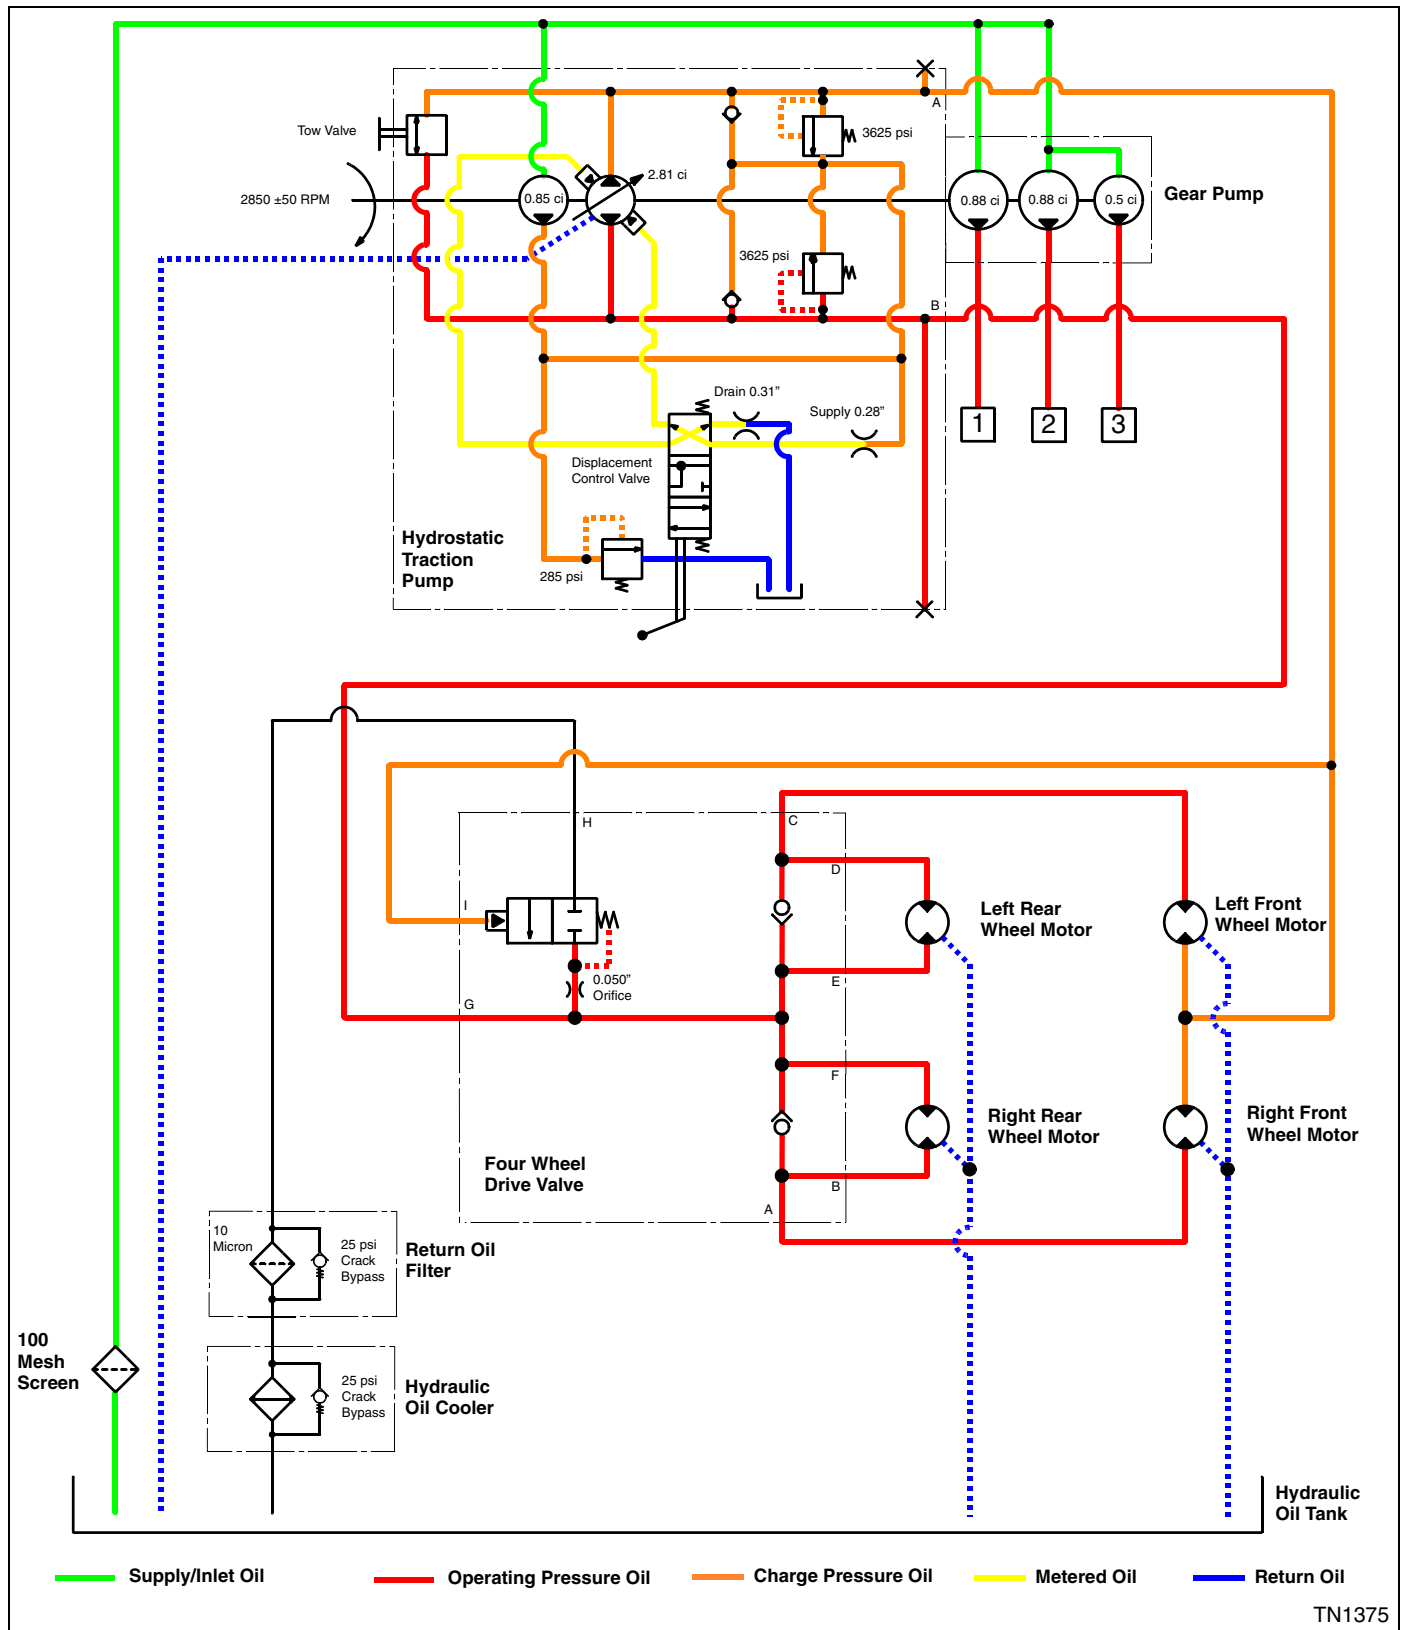 A
Tow Valve
3625 psi
2.81 ci
2850 ±50 RPM
0.85 ci
0.88 ci
0.88 ci
0.5 ci
Gear Pump
3625 psi
B
Drain 0.31”
Supply 0.28”
1
2
3
Displacement
Control Valve
Hydrostatic
Traction
Pump
285 psi
H
C
D
I
Left Rear
Wheel Motor
Left Front
Wheel Motor
0.050”
Orifice
E
G
F
Right Rear
Wheel Motor
Right Front
Wheel Motor
Four Wheel
Drive Valve
B
A
10
Micron
25 psi
Crack
Bypass
Return Oil
Filter
100
Mesh
Screen
25 psi
Crack
Bypass
Hydraulic
Oil Cooler
Hydraulic
Oil Tank
Supply/Inlet Oil
Operating Pressure Oil
Charge Pressure Oil
Metered Oil
Return Oil
TN1375